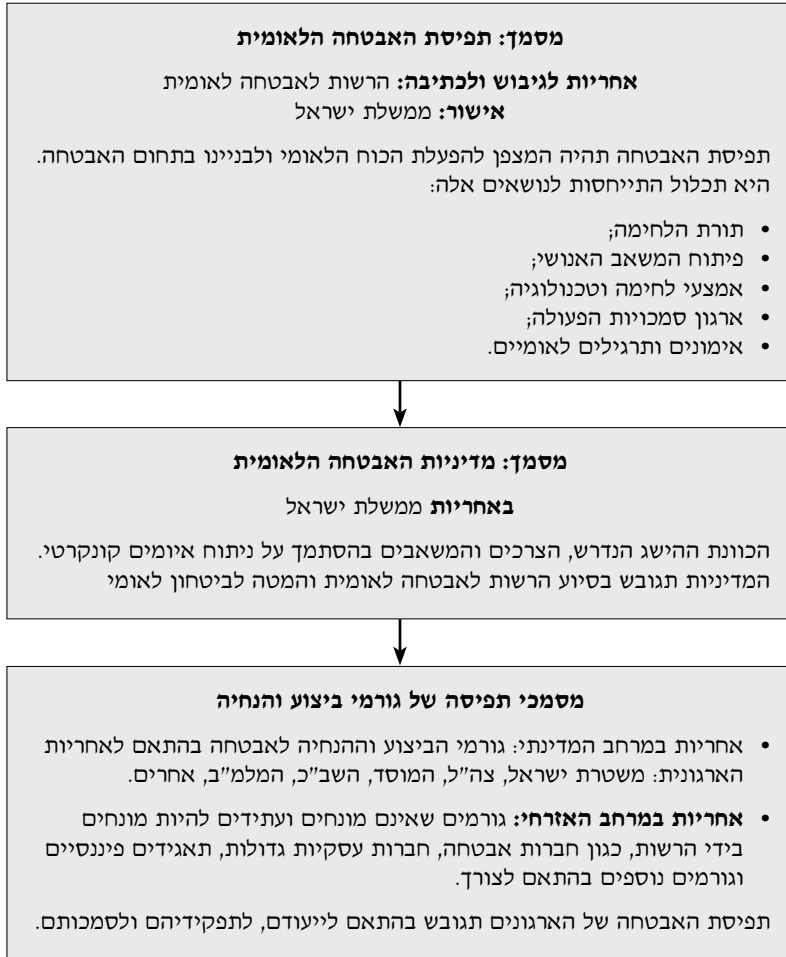 מסמך: תפיסת האבטחה הלאומית
אחריות לגיבוש ולכתיבה: הרשות לאבטחה לאומית
אישור: ממשלת ישראל
תפיסת האבטחה תהיה המצפן להפעלת הכוח הלאומי ולבניינו בתחום האבטחה.
היא תכלול התייחסות לנושאים אלה:
• תורת הלחימה;
• פיתוח המשאב האנושי;
• אמצעי לחימה וטכנולוגיה;
• ארגון סמכויות הפעולה;
• אימונים ותרגילים לאומיים.
מסמך: מדיניות האבטחה הלאומית
באחריות ממשלת ישראל
הכוונת ההישג הנדרש, הצרכים והמשאבים בהסתמך על ניתוח איומים קונקרטי.
המדיניות תגובש בסיוע הרשות לאבטחה לאומית והמטה לביטחון לאומי
מסמכי תפיסה של גורמי ביצוע והנחיה
• אחריות במרחב המדינתי: גורמי הביצוע וההנחיה לאבטחה בהתאם לאחריות
הארגונית: משטרת ישראל, צה"ל, המוסד, השב"כ, המלמ"ב, אחרים.
• אחריות במרחב האזרחי: גורמים שאינם מונחים ועתידים להיות מונחים
בידי הרשות, כגון חברות אבטחה, חברות עסקיות גדולות, תאגידים פיננסיים
וגורמים נוספים בהתאם לצורך.
תפיסת האבטחה של הארגונים תגובש בהתאם לייעודם, לתפקידיהם ולסמכותם.